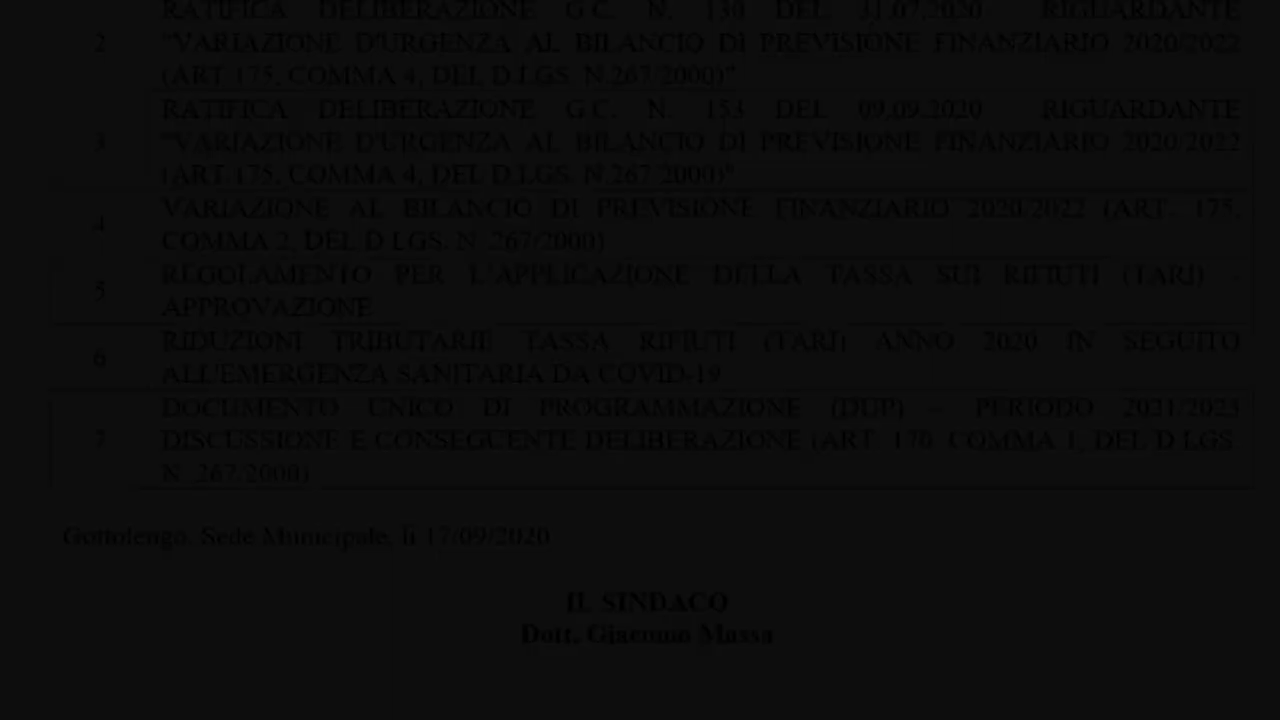 RATIFICA DELIBERAZIONE G.C. N. 130 DEL 31.07.2020 RIGUARDANTE
2 "VARIAZIONE D'URGENZA AL BILANCIO DI PREVISIONE FINANZIARIO 2020/2022
(ART.175, COMMA 4, DEL D.LGS. N.267/2000)"
RATIFICA DELIBERAZIONE G.C. N. 153 DEL 09.09.2020 RIGUARDANTE
3 "VARIAZIONE D'URGENZA AL BILANCIO DI PREVISIONE FINANZIARIO 2020/2022
(ART.175, COMMA 4, DEL D.LGS. N.267/2000)"
VARIAZIONE AL BILANCIO DI PREVISIONE FINANZIARIO 2020/2022 (ART. 175,
4
COMMA 2, DEL D.LGS. N. 267/2000)
REGOLAMENTO PER L'APPLICAZIONE DELLA TASSA SUI RIFIUTI (TARI) -
5
APPROVAZIONE
RIDUZIONI TRIBUTARIE TASSA RIFIUTI (TARI) ANNO 2020 IN SEGUITO
6
ALL'EMERGENZA SANITARIA DA COVID-19
DOCUMENTO UNICO DI PROGRAMMAZIONE (DUP) – PERIODO 2021/2023
7 DISCUSSIONE E CONSEGUENTE DELIBERAZIONE (ART. 170, COMMA 1, DEL D.LGS.
N. 267/2000)
Gottolengo, Sede Municipale, lì 17/09/2020
IL SINDACO
Dott. Giacomo Massa